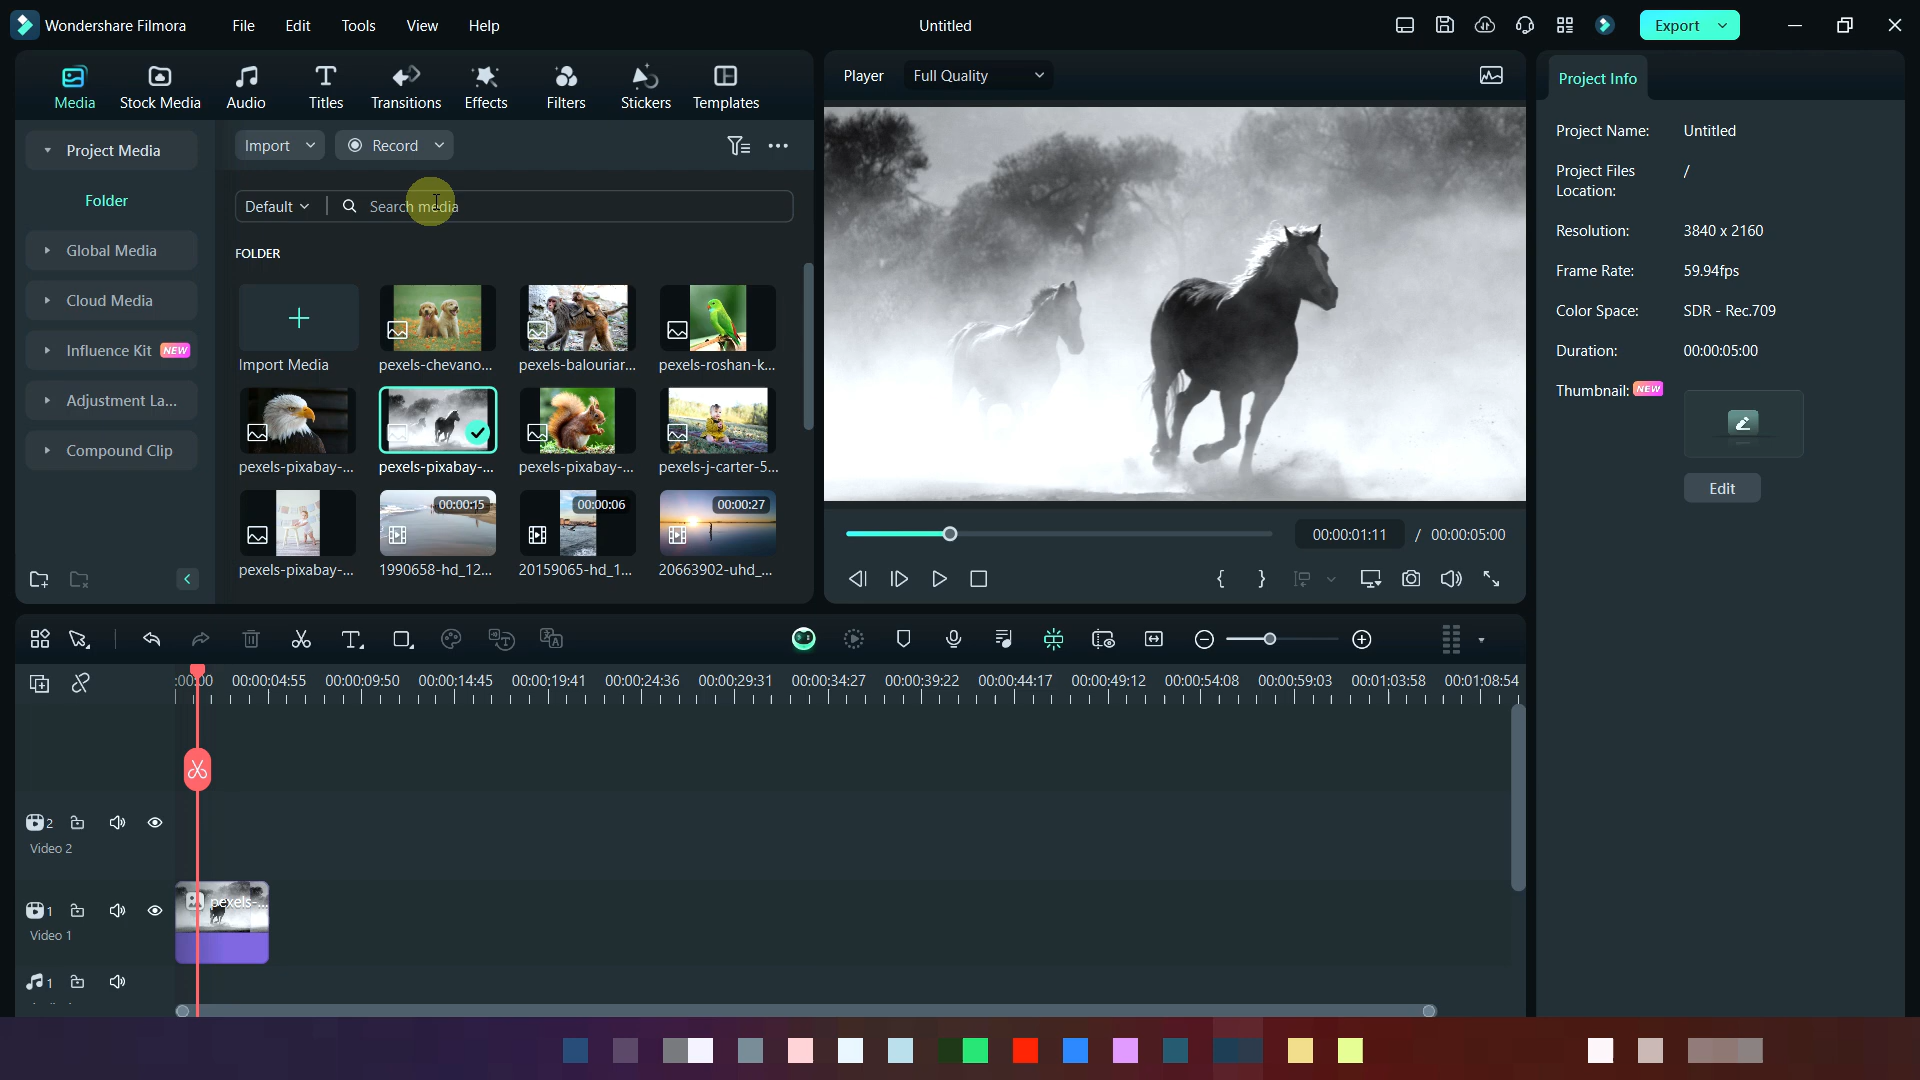 Wondershare Filmora
File
Edit
Tools
View
Help
Untitled
Export
Media
Stock Media
Audio
Titles
Transitions
Effects
Filters
Stickers
Templates
Player
Full Quality
Project Info
Project Media
Folder
Global Media
Cloud Media
Influence Kit NEW
Adjustment La...
Compound Clip
Import
Record
Default
Search media
FOLDER
Import Media
pexels-chevano...
pexels-balouriar...
pexels-roshan-k...
pexels-pixabay-...
pexels-pixabay-...
pexels-pixabay-...
pexels-j-carter-5...
00:00:15
00:00:06
00:00:27
pexels-pixabay-...
1990658-hd_12...
20159065-hd_1...
20663902-uhd_...
00:00:01:11 / 00:00:05:00
Project Name: Untitled
Project Files Location: /
Resolution: 3840 x 2160
Frame Rate: 59.94fps
Color Space: SDR - Rec.709
Duration: 00:00:05:00
Thumbnail: NEW
Edit
:00:00 00:00:04:55 00:00:09:50 00:00:14:45 00:00:19:41 00:00:24:36 00:00:29:31 00:00:34:27 00:00:39:22 00:00:44:17 00:00:49:12 00:00:54:08 00:00:59:03 00:01:03:58 00:01:08:54
2
Video 2
1
Video 1
pexels-...
1